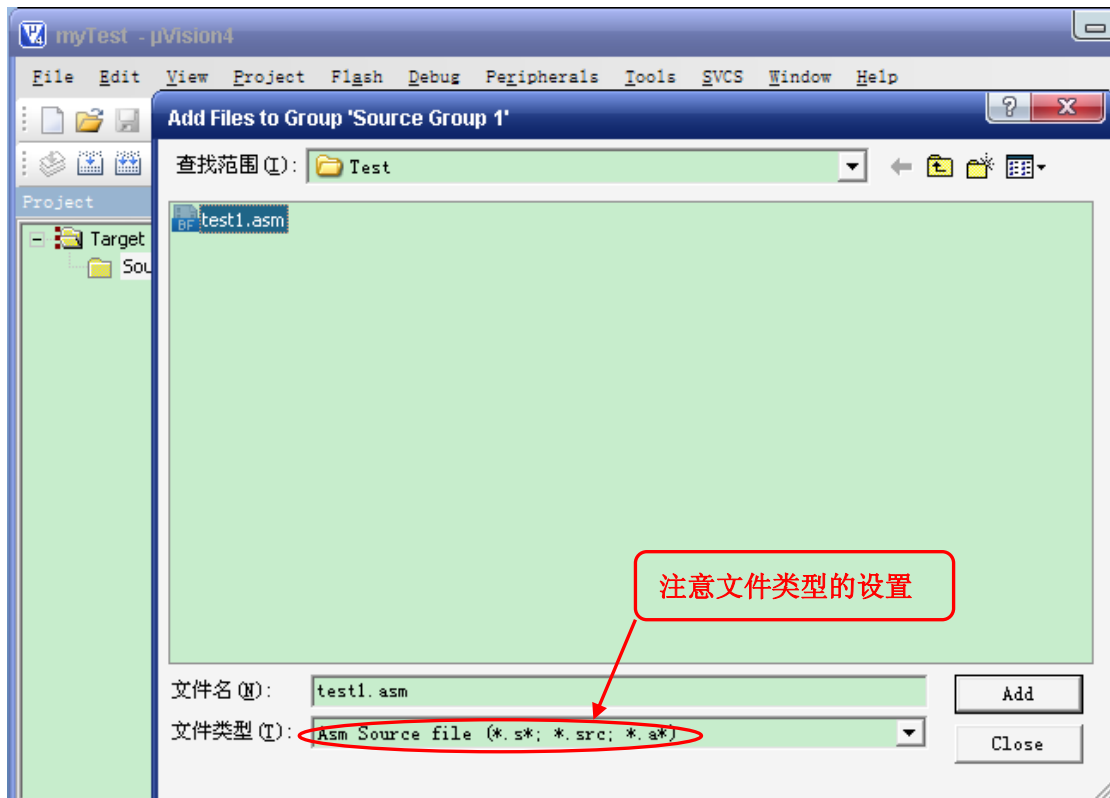 myTest - µVision4
File Edit View Project Flash Debug Peripherals Tools SVCS Window Help
Add Files to Group 'Source Group 1'
查找范围(I): Test
Project
BF test1.asm
Target
Sou
注意文件类型的设置
文件名(N): test1.asm Add
文件类型(T): Asm Source file (*.s*; *.src; *.a*)
Close